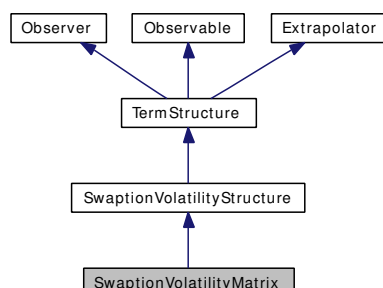 Observer Observable Extrapolator
TermStructure
SwaptionVolatilityStructure
SwaptionVolatilityMatrix